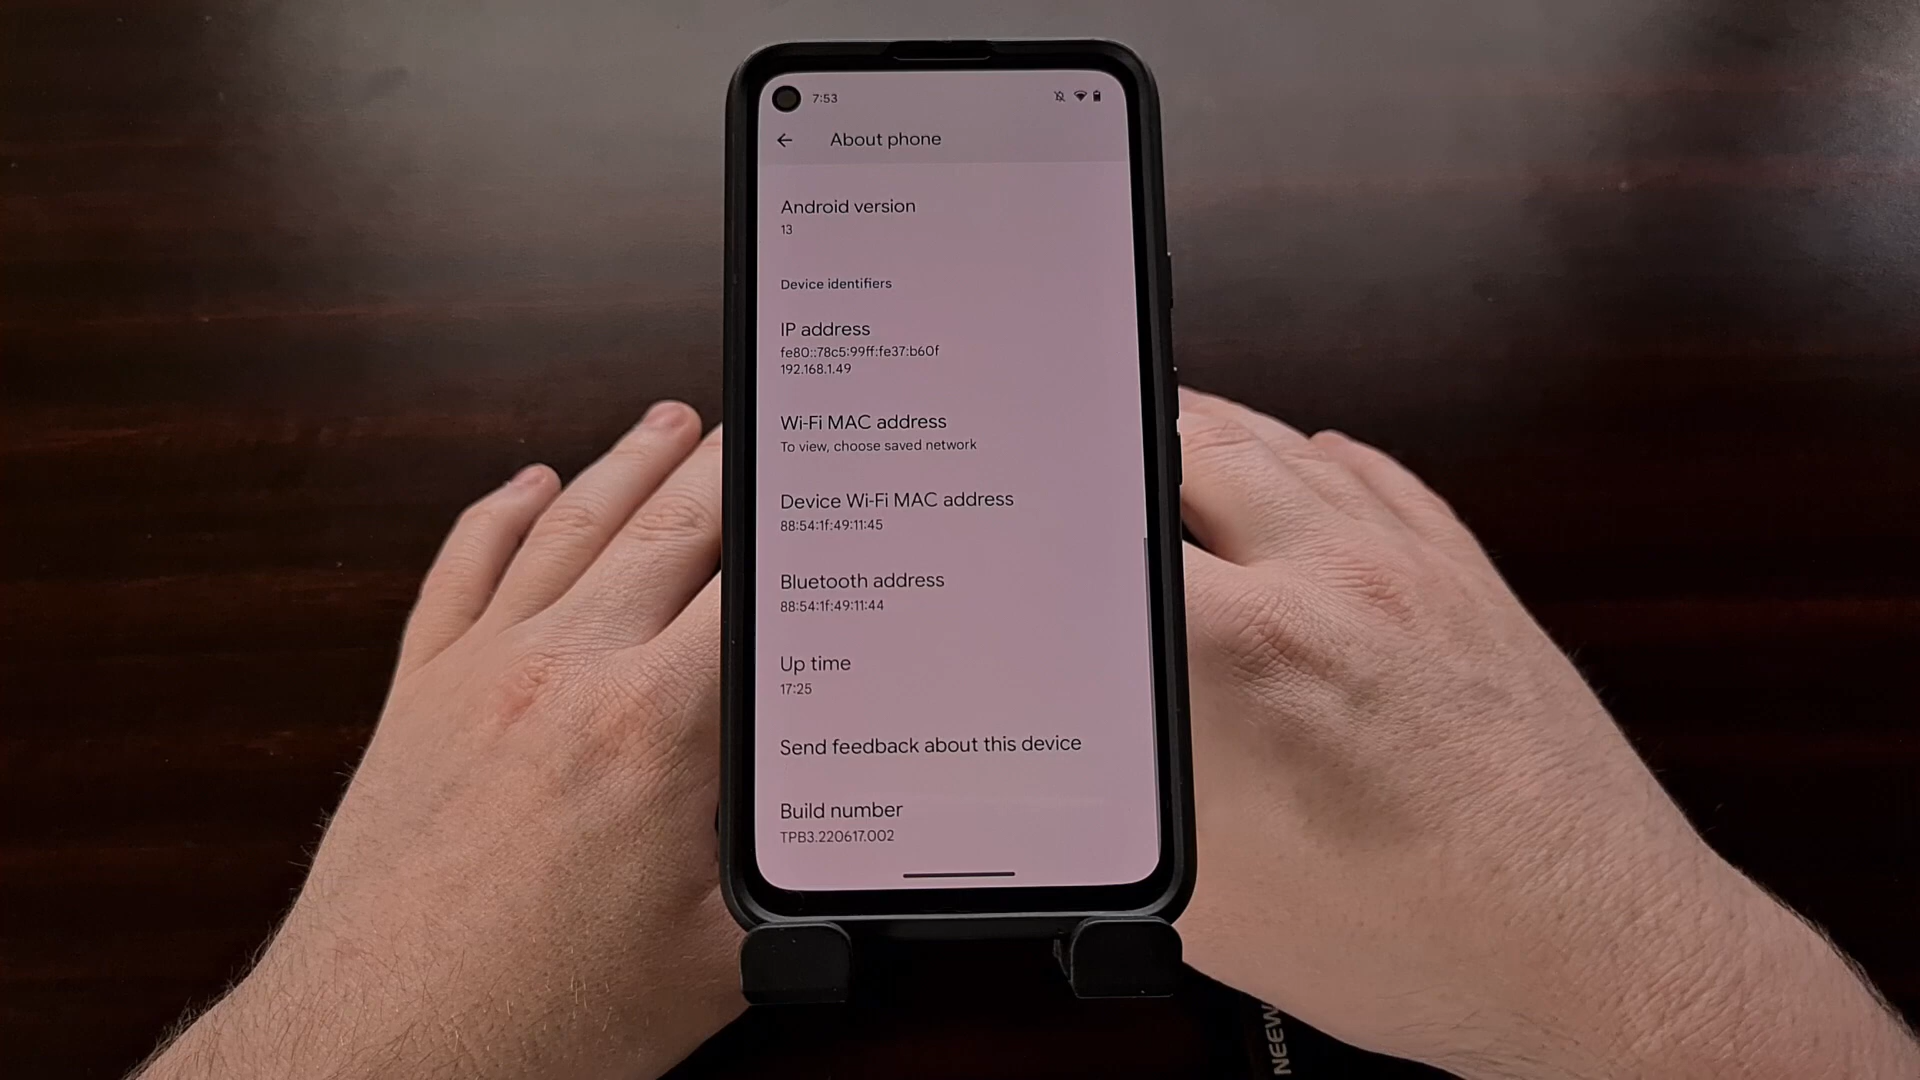 7:53
About phone
Android version
13
Device identifiers
IP address
fe80::78c5:99ff:fe37:b60f
192.168.1.49
Wi-Fi MAC address
To view, choose saved network
Device Wi-Fi MAC address
88:54:1f:49:11:45
Bluetooth address
88:54:1f:49:11:44
Up time
17:25
Send feedback about this device
Build number
TPB3.220617.002
NEEW